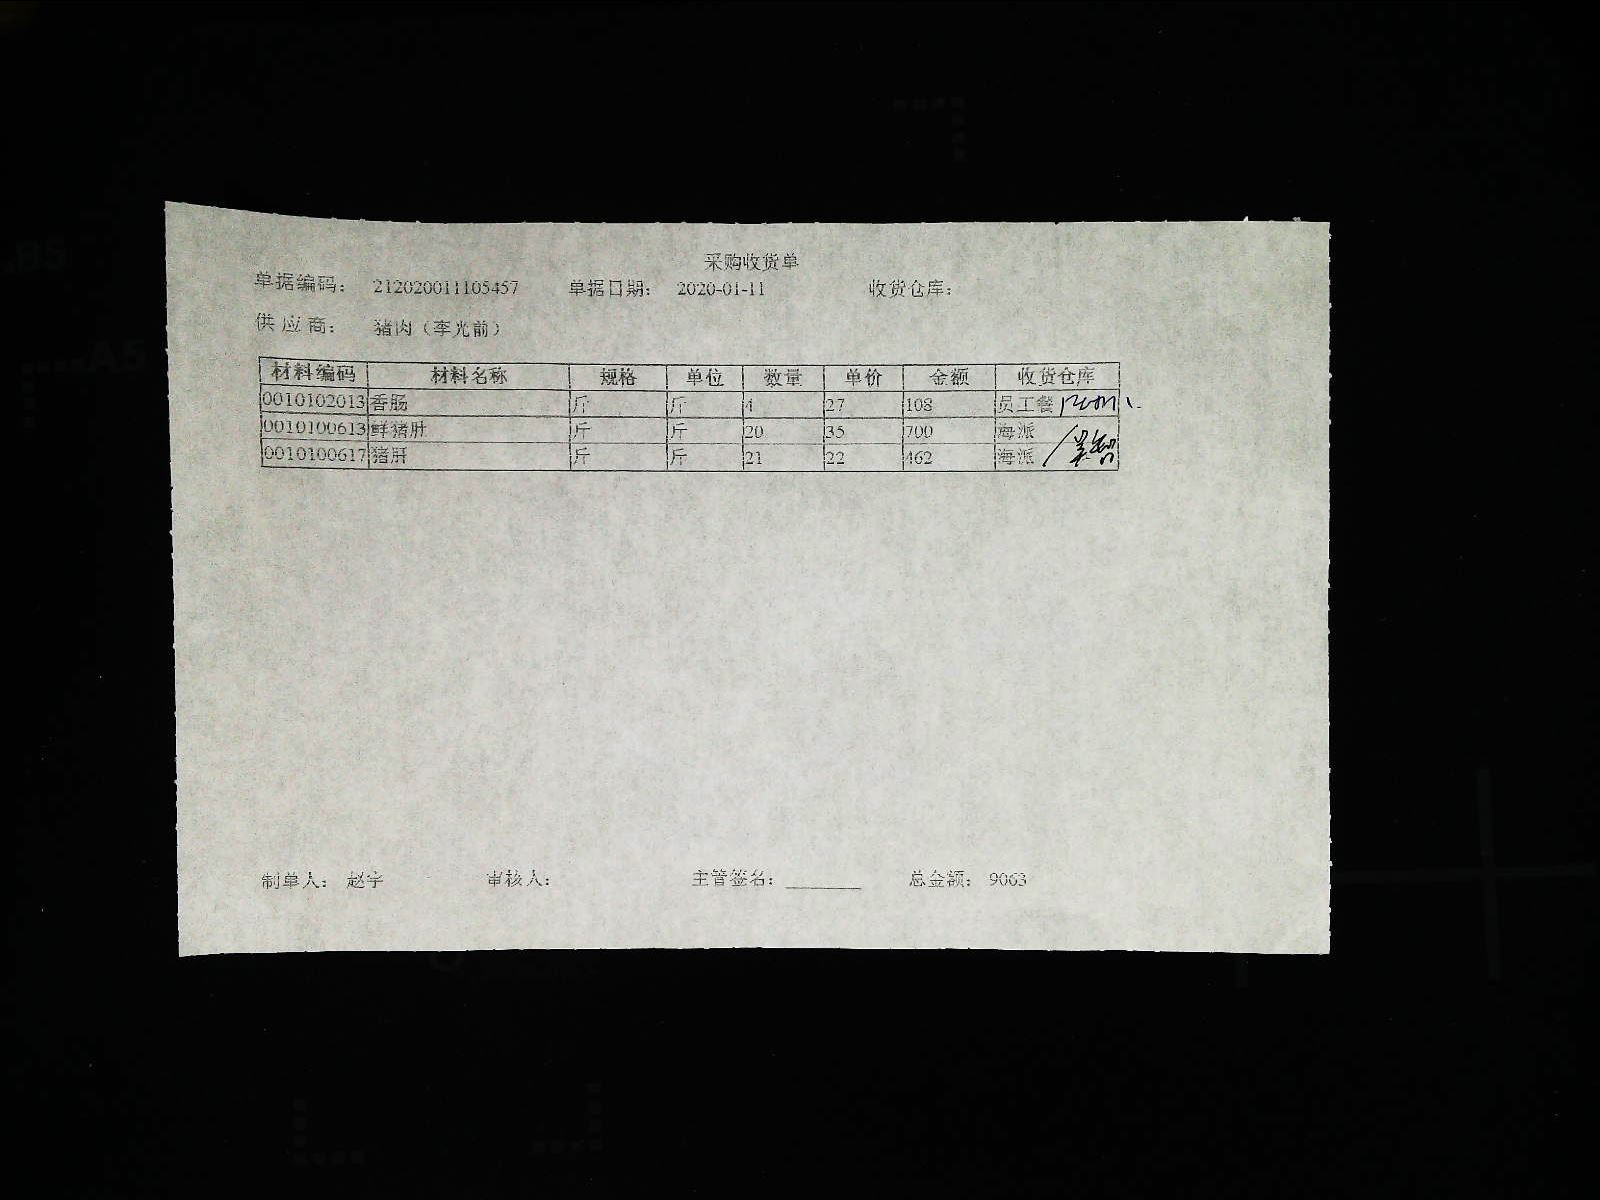 采购收货单
单据编码： 212020011105457 单据日期： 2020-01-11 收货仓库：
供应商： 猪肉（李光前）
材料编码 材料名称 规格 单位 数量 单价 金额 收货仓库
0010102013 香肠 斤 斤 4 27 108 员工餐
0010100613 鲜猪肚 斤 斤 20 35 700 海派
0010100617 猪肝 斤 斤 21 22 462 海派
制单人： 赵宇 审核人： 主管签名： 总金额： 9063